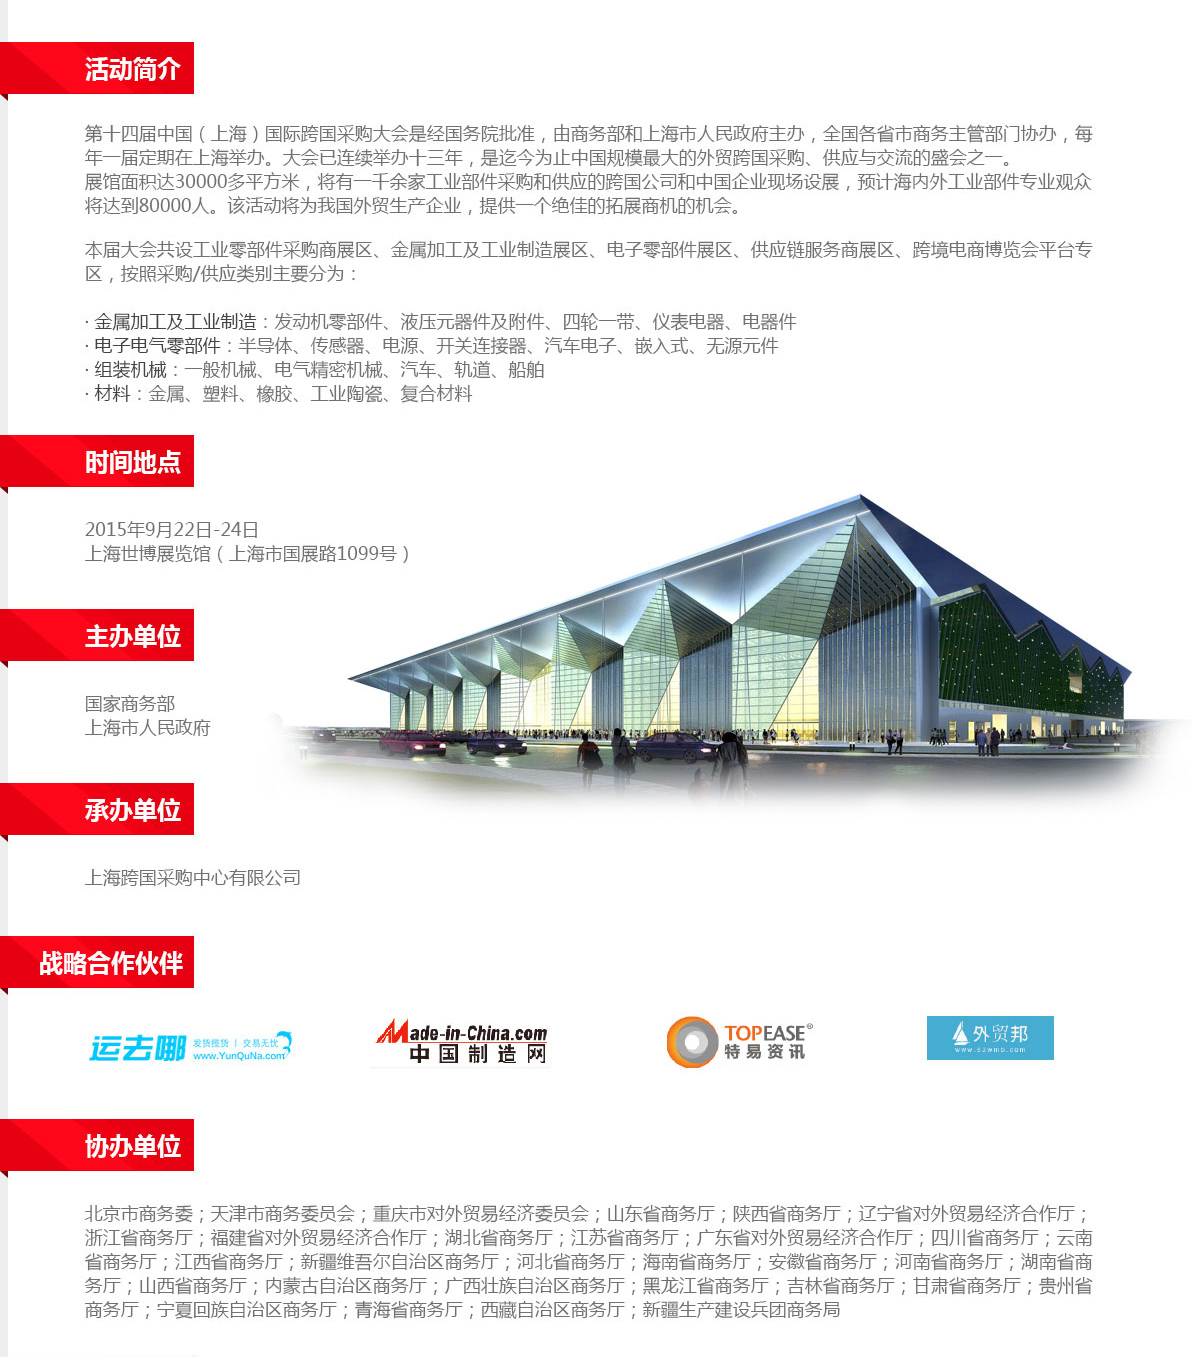 活动简介
第十四届中国（上海）国际跨国采购大会是经国务院批准，由商务部和上海市人民政府主办，全国各省市商务主管部门协办，每
年一届定期在上海举办。大会已连续举办十三年，是迄今为止中国规模最大的外贸跨国采购、供应与交流的盛会之一。
展馆面积达30000多平方米，将有一千余家工业部件采购和供应的跨国公司和中国企业现场设展，预计海内外工业部件专业观众
将达到80000人。该活动将为我国外贸生产企业，提供一个绝佳的拓展商机的机会。
本届大会共设工业零部件采购商展区、金属加工及工业制造展区、电子零部件展区、供应链服务商展区、跨境电商博览会平台专
区，按照采购/供应类别主要分为：
· 金属加工及工业制造：发动机零部件、液压元器件及附件、四轮一带、仪表电器、电器件
· 电子电气零部件：半导体、传感器、电源、开关连接器、汽车电子、嵌入式、无源元件
· 组装机械：一般机械、电气精密机械、汽车、轨道、船舶
· 材料：金属、塑料、橡胶、工业陶瓷、复合材料
时间地点
2015年9月22日-24日
上海世博展览馆（上海市国展路1099号）
主办单位
国家商务部
上海市人民政府
承办单位
上海跨国采购中心有限公司
战略合作伙伴
运去哪 发货揽货 | 交易无忧
www.YunQuNa.com
Made-in-China.com
中国制造网
TOPEASE®
特易资讯
外贸邦
www.52wmb.com
协办单位
北京市商务委；天津市商务委员会；重庆市对外贸易经济委员会；山东省商务厅；陕西省商务厅；辽宁省对外贸易经济合作厅；
浙江省商务厅；福建省对外贸易经济合作厅；湖北省商务厅；江苏省商务厅；广东省对外贸易经济合作厅；四川省商务厅；云南
省商务厅；江西省商务厅；新疆维吾尔自治区商务厅；河北省商务厅；海南省商务厅；安徽省商务厅；河南省商务厅；湖南省商
务厅；山西省商务厅；内蒙古自治区商务厅；广西壮族自治区商务厅；黑龙江省商务厅；吉林省商务厅；甘肃省商务厅；贵州省
商务厅；宁夏回族自治区商务厅；青海省商务厅；西藏自治区商务厅；新疆生产建设兵团商务局